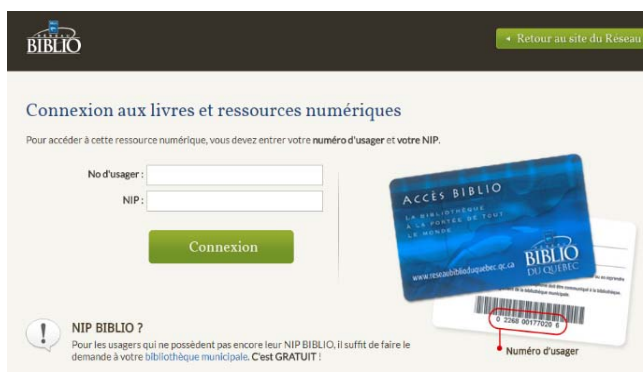 BIBLIO
◂ Retour au site du Réseau
Connexion aux livres et ressources numériques
Pour accéder à cette ressource numérique, vous devez entrer votre numéro d'usager et votre NIP.
No d'usager :
NIP :
Connexion
ACCÈS BIBLIO
LA BIBLIOTHÈQUE
À LA PORTÉE DE TOUT
LE MONDE
BIBLIO
DU QUÉBEC
www.reseaubiblioduquebec.qc.ca
0 2268 00177028 6
Numéro d'usager
NIP BIBLIO ?
Pour les usagers qui ne possèdent pas encore leur NIP BIBLIO, il suffit de faire le
demande à votre bibliothèque municipale. C'est GRATUIT !